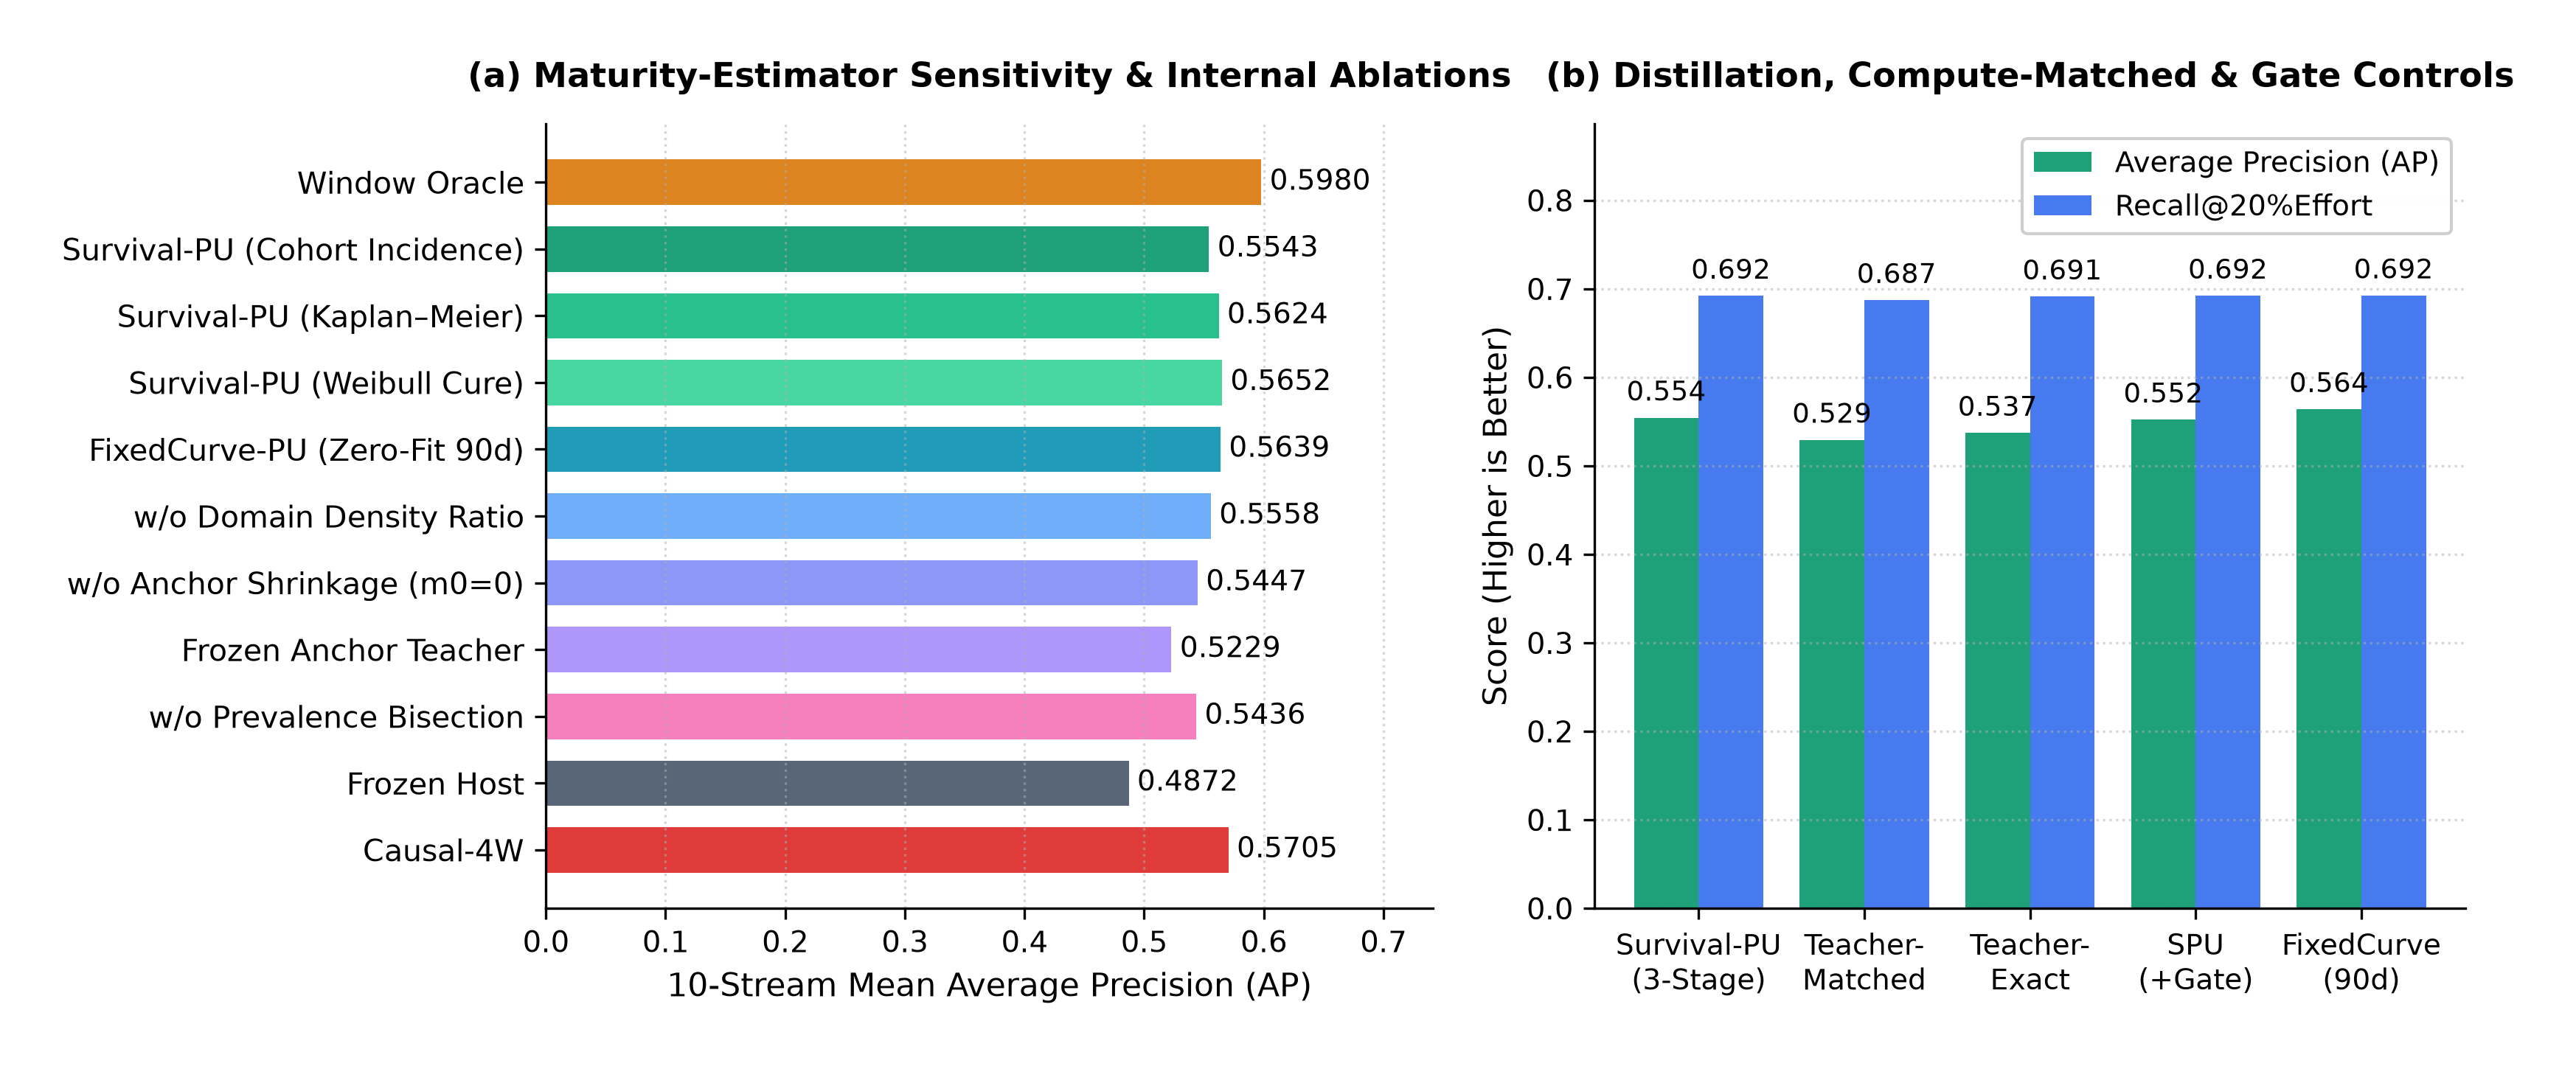 (a) Maturity-Estimator Sensitivity & Internal Ablations
Window Oracle
0.5980
Survival-PU (Cohort Incidence)
0.5543
Survival-PU (Kaplan–Meier)
0.5624
Survival-PU (Weibull Cure)
0.5652
FixedCurve-PU (Zero-Fit 90d)
0.5639
w/o Domain Density Ratio
0.5558
w/o Anchor Shrinkage (m0=0)
0.5447
Frozen Anchor Teacher
0.5229
w/o Prevalence Bisection
0.5436
Frozen Host
0.4872
Causal-4W
0.5705
0.0 0.1 0.2 0.3 0.4 0.5 0.6 0.7
10-Stream Mean Average Precision (AP)
(b) Distillation, Compute-Matched & Gate Controls
Average Precision (AP)
Recall@20%Effort
Score (Higher is Better)
0.8
0.7
0.6
0.5
0.4
0.3
0.2
0.1
0.0
0.692 0.687 0.691 0.692 0.692
0.554 0.529 0.537 0.552 0.564
Survival-PU Teacher- Teacher- SPU FixedCurve
(3-Stage) Matched Exact (+Gate) (90d)